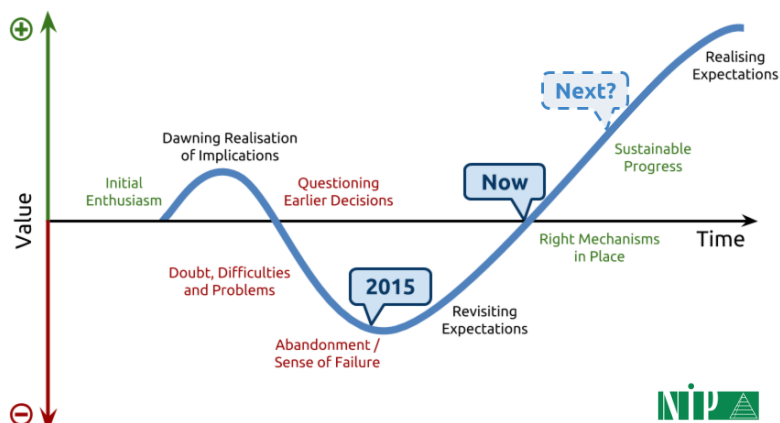 Realising
Expectations
Next?
Dawning Realisation
of Implications
Sustainable
Progress
Initial
Enthusiasm
Questioning
Earlier Decisions
Now
Value
Time
Right Mechanisms
in Place
Doubt, Difficulties
and Problems
2015
Revisiting
Expectations
Abandonment /
Sense of Failure
NiP